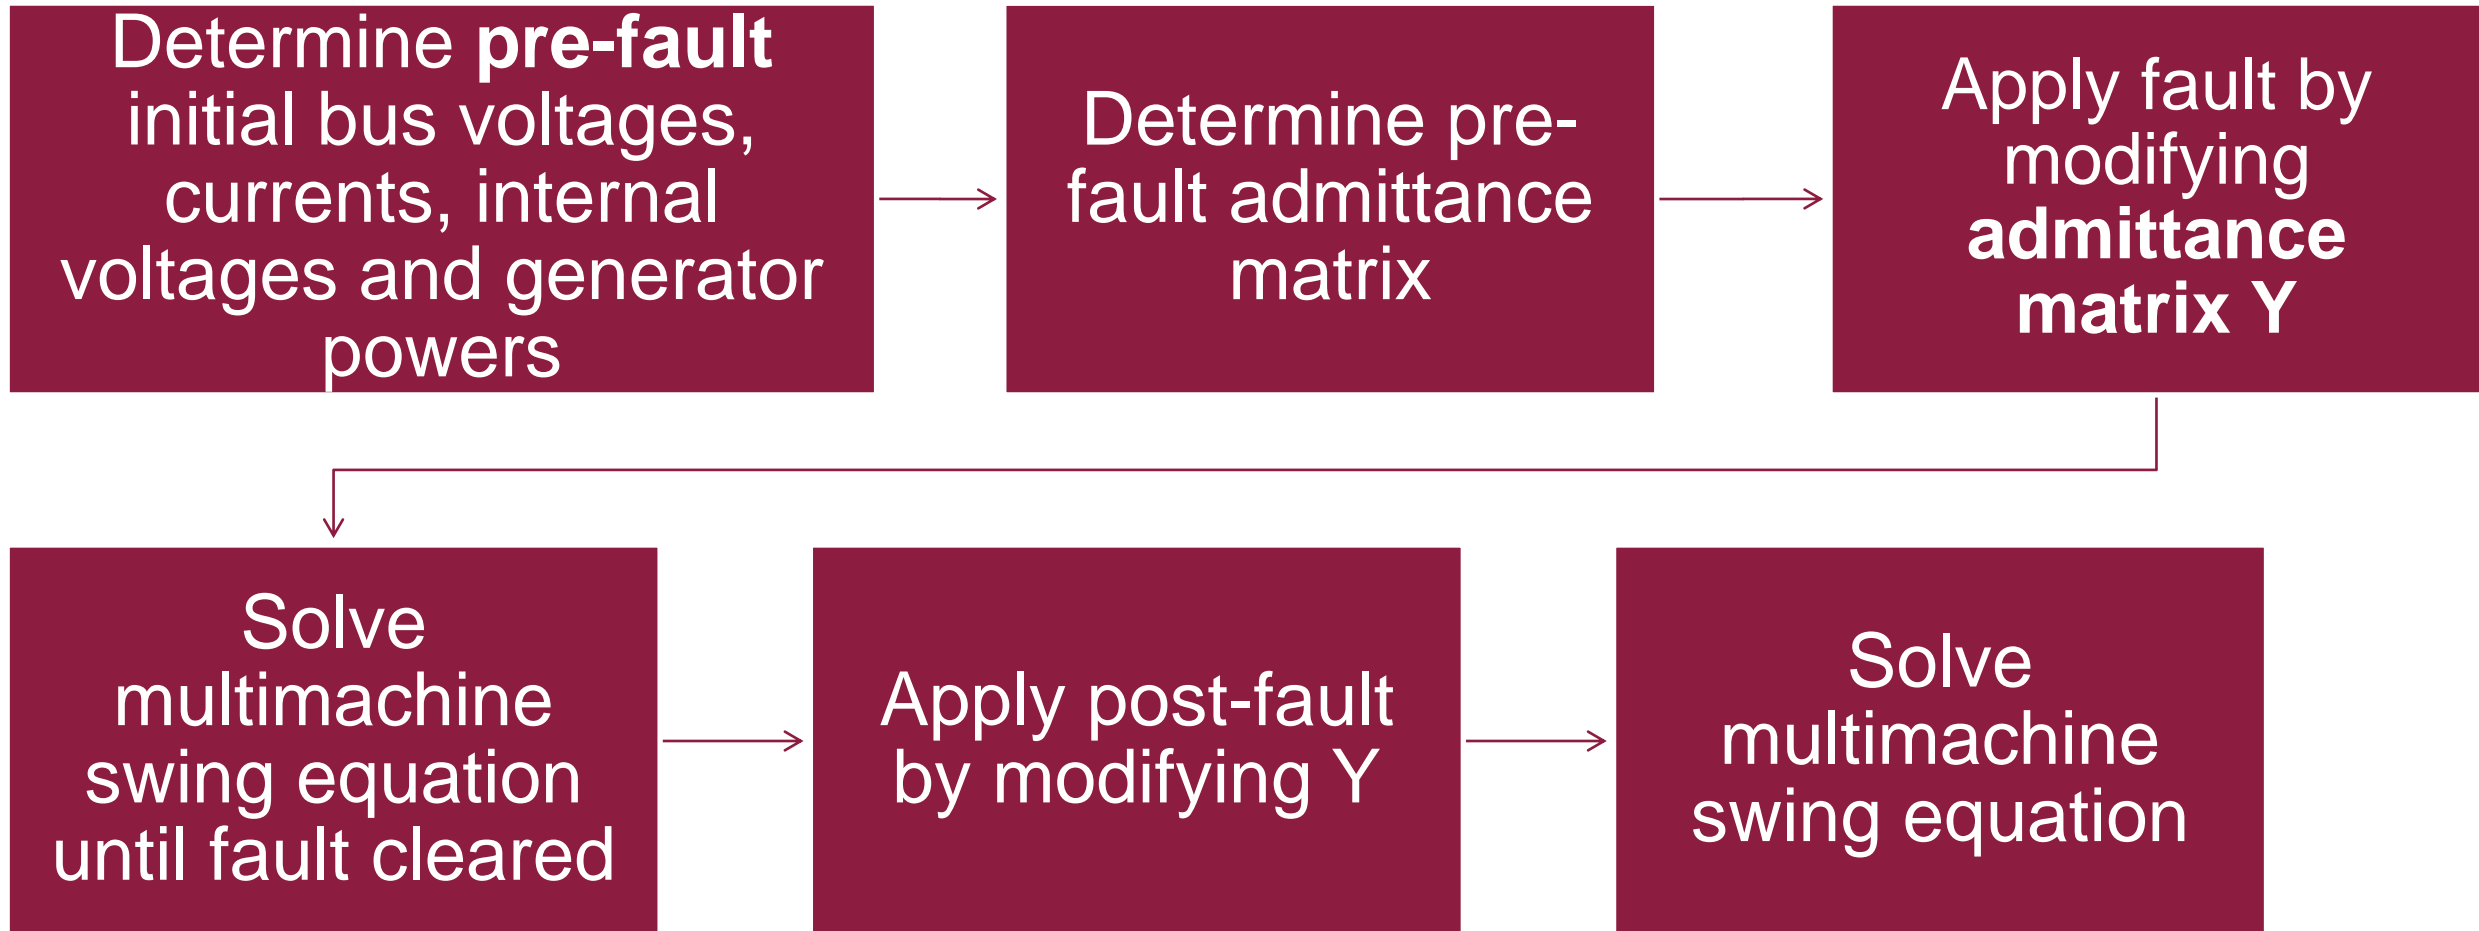 Determine pre-fault
initial bus voltages,
currents, internal
voltages and generator
powers
Determine pre-
fault admittance
matrix
Apply fault by
modifying
admittance
matrix Y
Solve
multimachine
swing equation
until fault cleared
Apply post-fault
by modifying Y
Solve
multimachine
swing equation